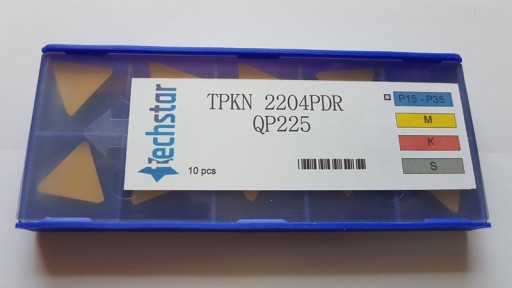 Techstar
TPKN 2204PDR
QP225
10 pcs
P15 - P35
M
K
S